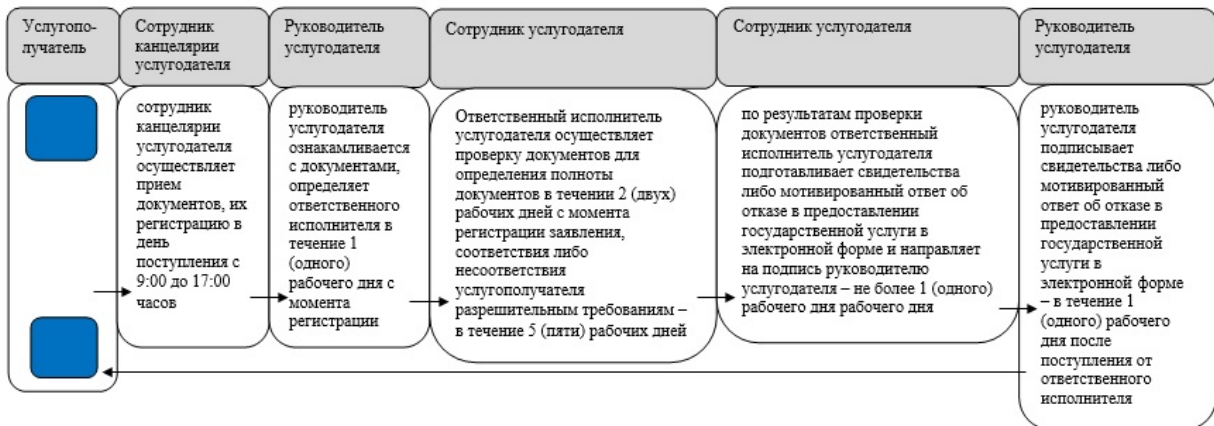 Услугопо-
лучатель
Сотрудник
канцелярии
услугодателя
Руководитель
услугодателя
Сотрудник услугодателя
Сотрудник услугодателя
Руководитель
услугодателя
сотрудник
канцелярии
услугодателя
осуществляет
прием
документов, их
регистрацию в
день
поступления с
9:00 до 17:00
часов
руководитель
услугодателя
ознакамливается
с документами,
определяет
ответственного
исполнителя в
течение 1
(одного)
рабочего дня с
момента
регистрации
Ответственный исполнитель
услугодателя осуществляет
проверку документов для
определения полноты
документов в течении 2 (двух)
рабочих дней с момента
регистрации заявления,
соответствия либо
несоответствия
услугополучателя
разрешительным требованиям –
в течение 5 (пяти) рабочих дней
по результатам проверки
документов ответственный
исполнитель услугодателя
подготавливает свидетельства
либо мотивированный ответ об
отказе в предоставлении
государственной услуги в
электронной форме и направляет
на подпись руководителю
услугодателя – не более 1 (одного)
рабочего дня рабочего дня
руководитель
услугодателя
подписывает
свидетельства либо
мотивированный
ответ об отказе в
предоставлении
государственной
услуги в
электронной форме
– в течение 1
(одного) рабочего
дня после
поступления от
ответственного
исполнителя